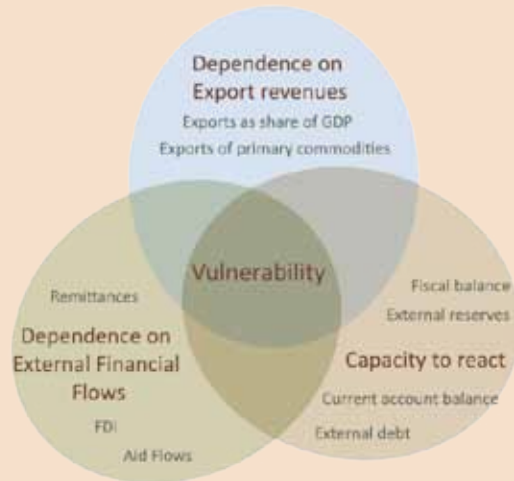 Dependence on
Export revenues
Exports as share of GDP
Exports of primary commodities
Vulnerability
Remittances
Dependence on
External Financial
Flows
FDI
Aid Flows
Fiscal balance
External reserves
Capacity to react
Current account balance
External debt